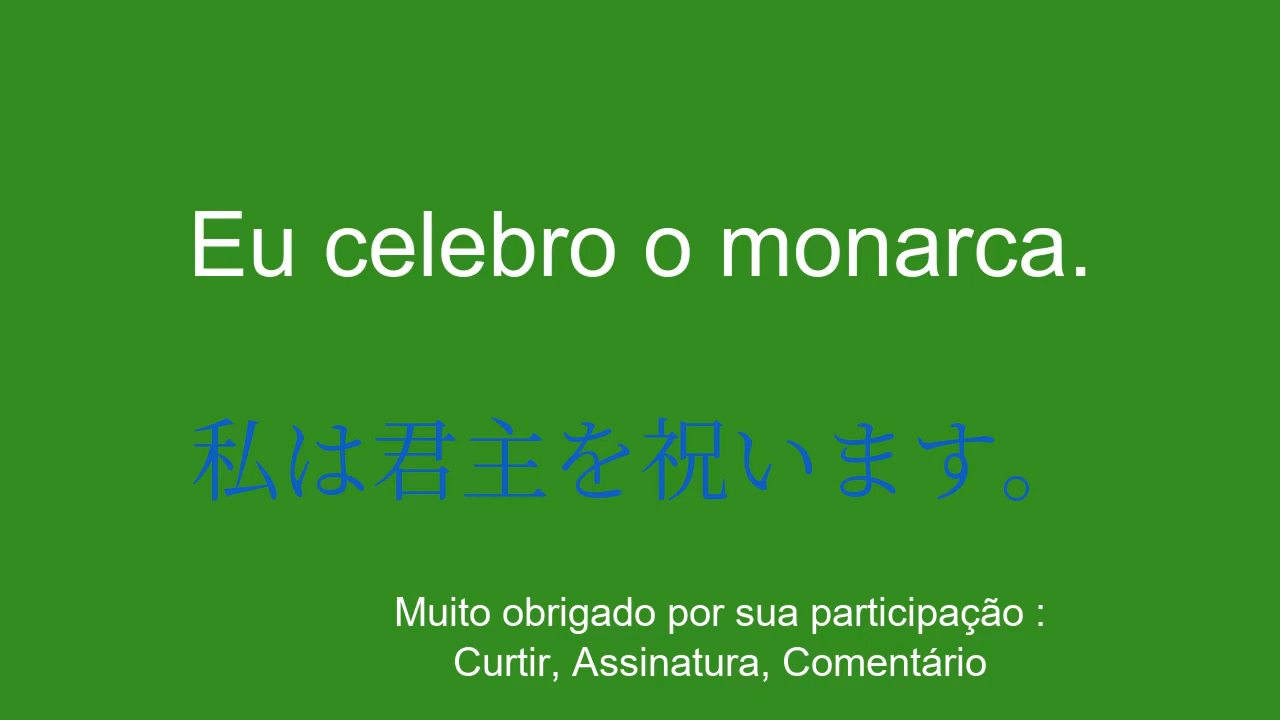 Eu celebro o monarca.
私は君主を祝います。
Muito obrigado por sua participação :
Curtir, Assinatura, Comentário